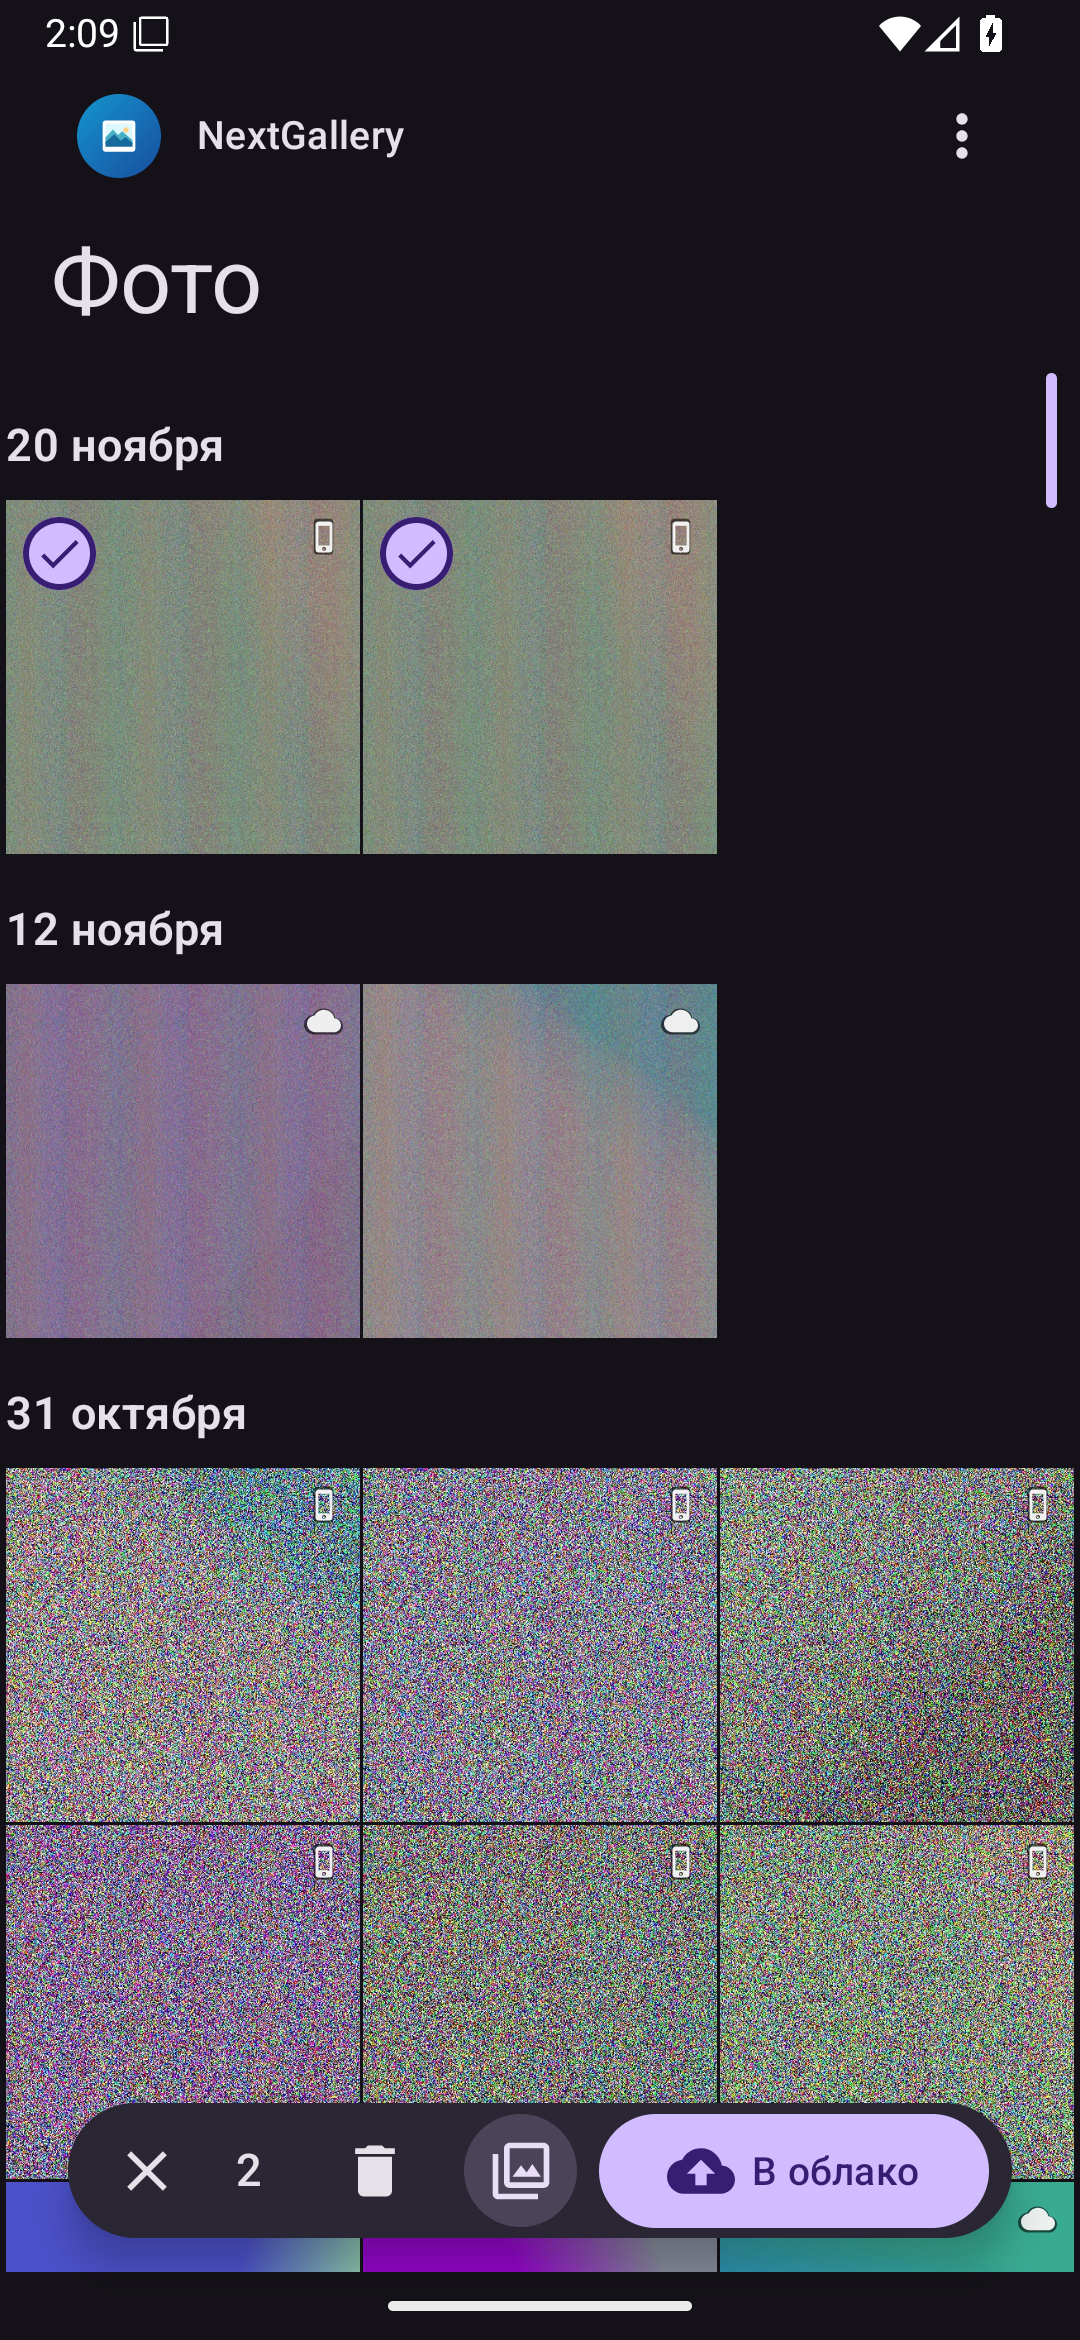 2:09
NextGallery
Фото
20 ноября
12 ноября
31 октября
2
В облако